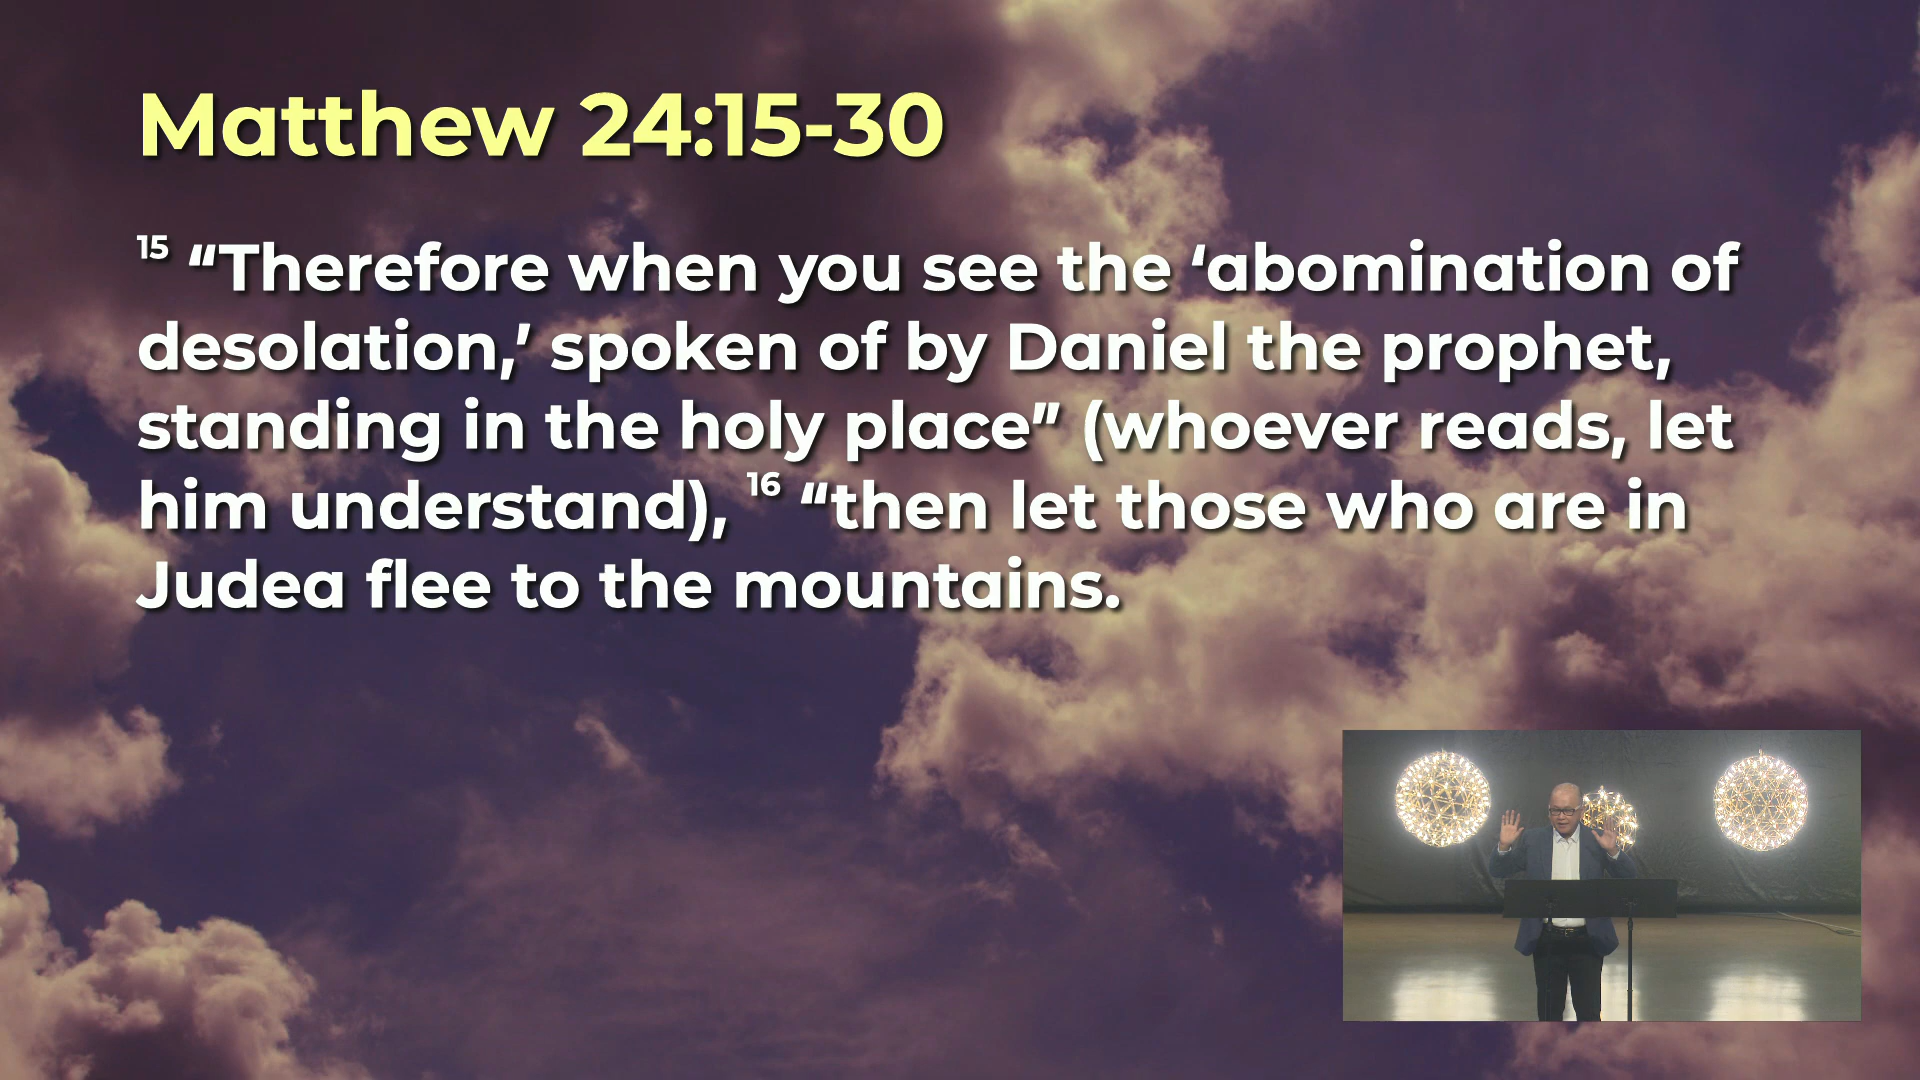 Matthew 24:15-30
15 “Therefore when you see the ‘abomination of
desolation,’ spoken of by Daniel the prophet,
standing in the holy place” (whoever reads, let
him understand), 16 “then let those who are in
Judea flee to the mountains.